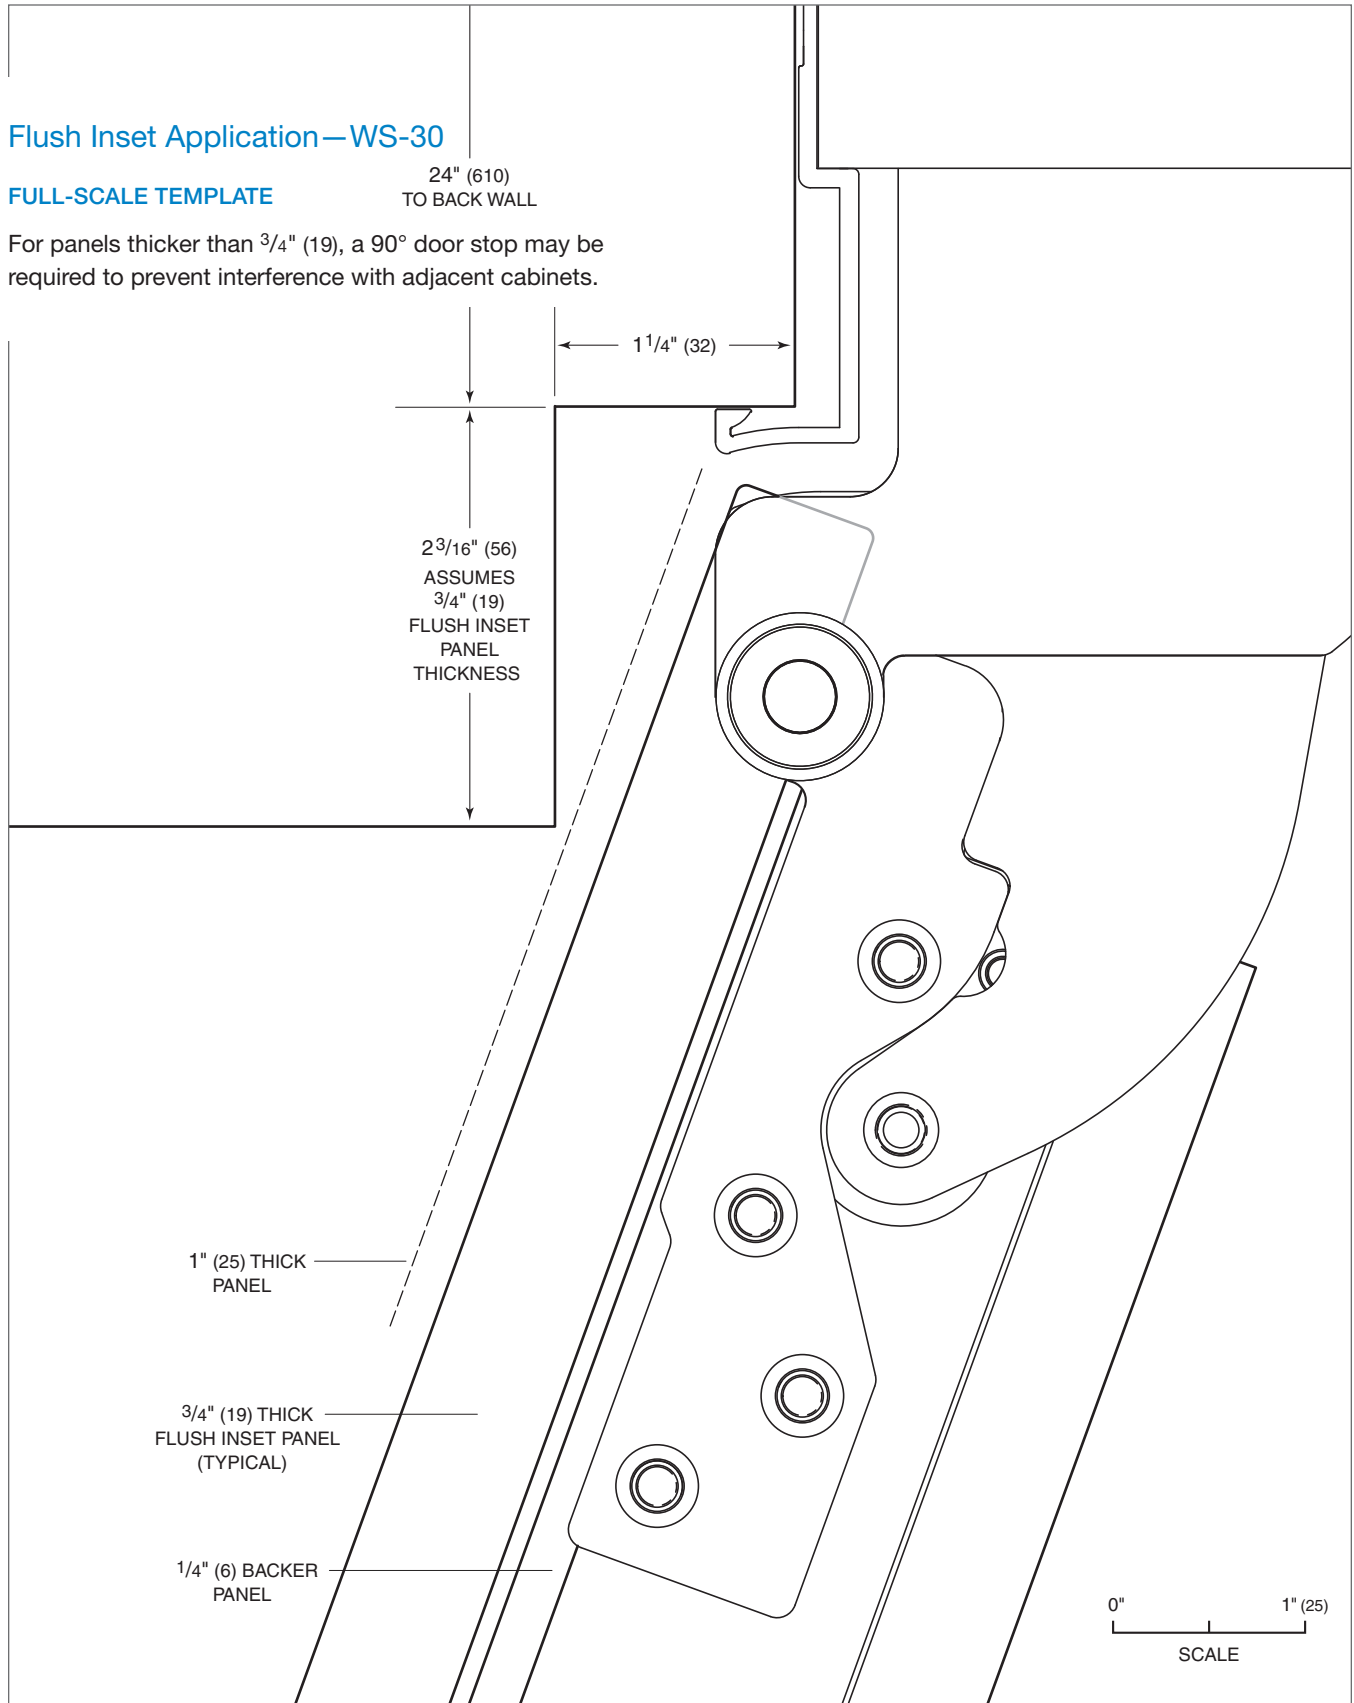 Flush Inset Application—WS-30
FULL-SCALE TEMPLATE
24" (610)
TO BACK WALL
For panels thicker than 3/4" (19), a 90° door stop may be
required to prevent interference with adjacent cabinets.
1 1/4" (32)
2 3/16" (56)
ASSUMES
3/4" (19)
FLUSH INSET
PANEL
THICKNESS
1" (25) THICK
PANEL
3/4" (19) THICK
FLUSH INSET PANEL
(TYPICAL)
1/4" (6) BACKER
PANEL
0" 1" (25)
SCALE